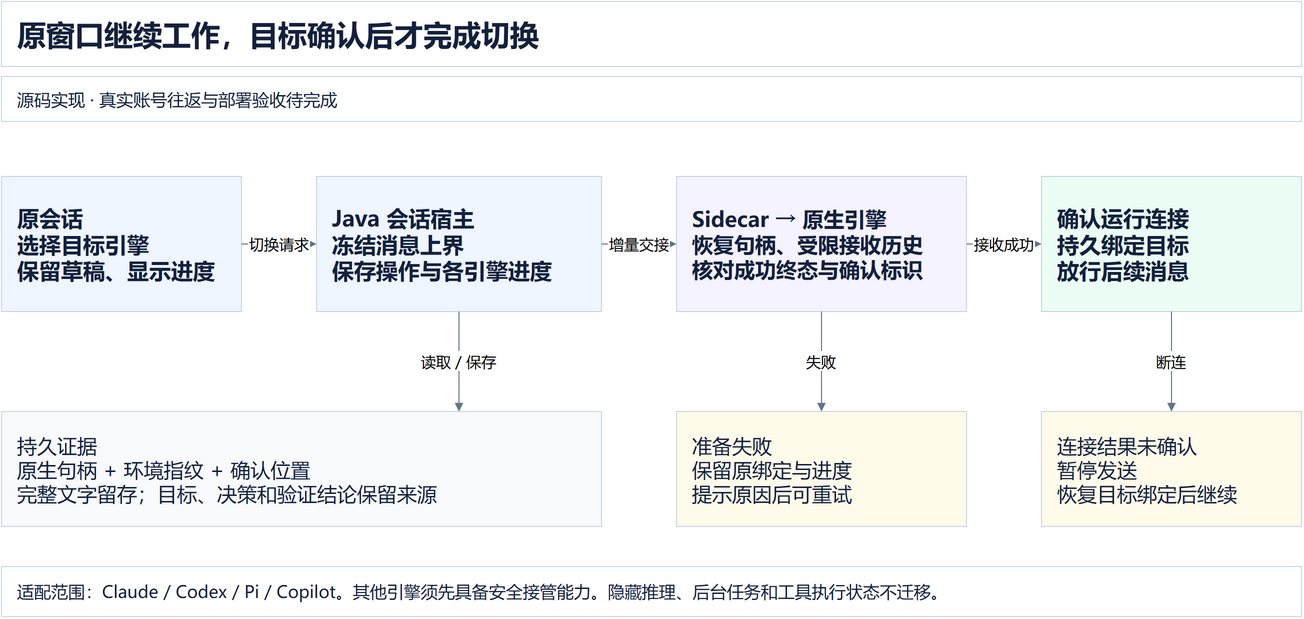 原窗口继续工作，目标确认后才完成切换
源码实现 · 真实账号往返与部署验收待完成
原会话
选择目标引擎
保留草稿、显示进度
切换请求
Java 会话宿主
冻结消息上界
保存操作与各引擎进度
增量交接
Sidecar → 原生引擎
恢复句柄、受限接收历史
核对成功终态与确认标识
接收成功
确认运行连接
持久绑定目标
放行后续消息
读取 / 保存
失败
断连
持久证据
原生句柄 + 环境指纹 + 确认位置
完整文字留存；目标、决策和验证结论保留来源
准备失败
保留原绑定与进度
提示原因后可重试
连接结果未确认
暂停发送
恢复目标绑定后继续
适配范围：Claude / Codex / Pi / Copilot。其他引擎须先具备安全接管能力。隐藏推理、后台任务和工具执行状态不迁移。